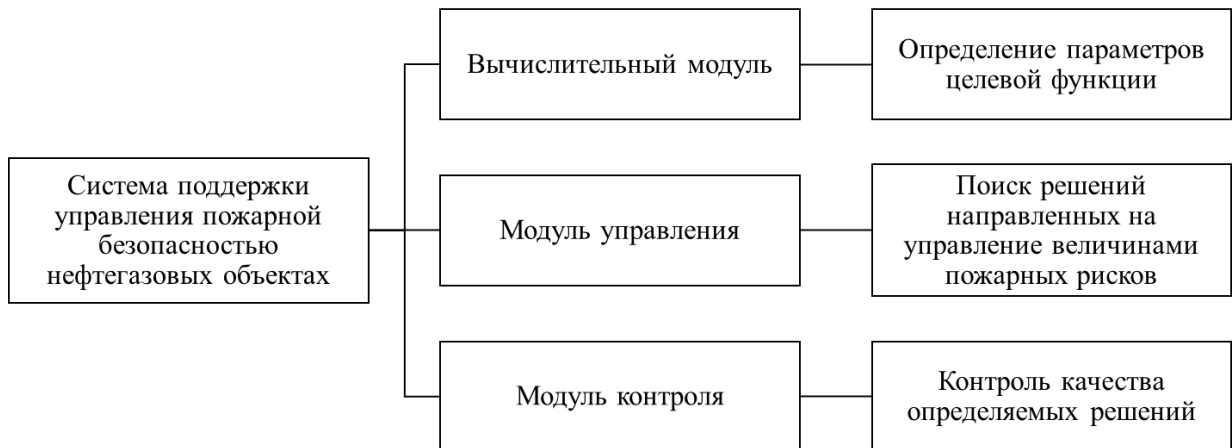 Вычислительный модуль
Определение параметров
целевой функции
Система поддержки
управления пожарной
безопасностью
нефтегазовых объектах
Модуль управления
Поиск решений
направленных на
управление величинами
пожарных рисков
Модуль контроля
Контроль качества
определяемых решений